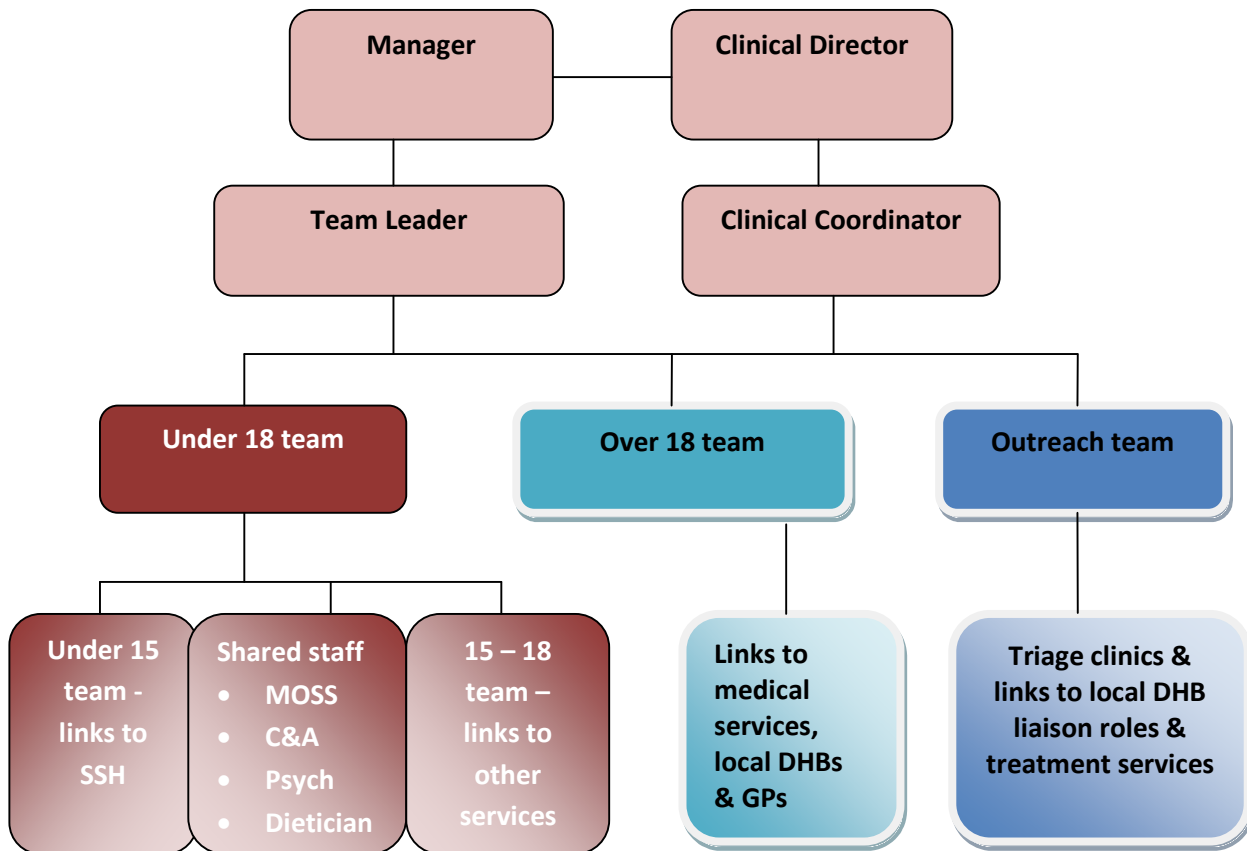 Manager
Clinical Director
Team Leader
Clinical Coordinator
Under 18 team
Over 18 team
Outreach team
Under 15
team -
links to
SSH
Shared staff
• MOSS
• C&A
• Psych
• Dietician
15 – 18
team –
links to
other
services
Links to
medical
services,
local DHBs
& GPs
Triage clinics &
links to local DHB
liaison roles &
treatment services